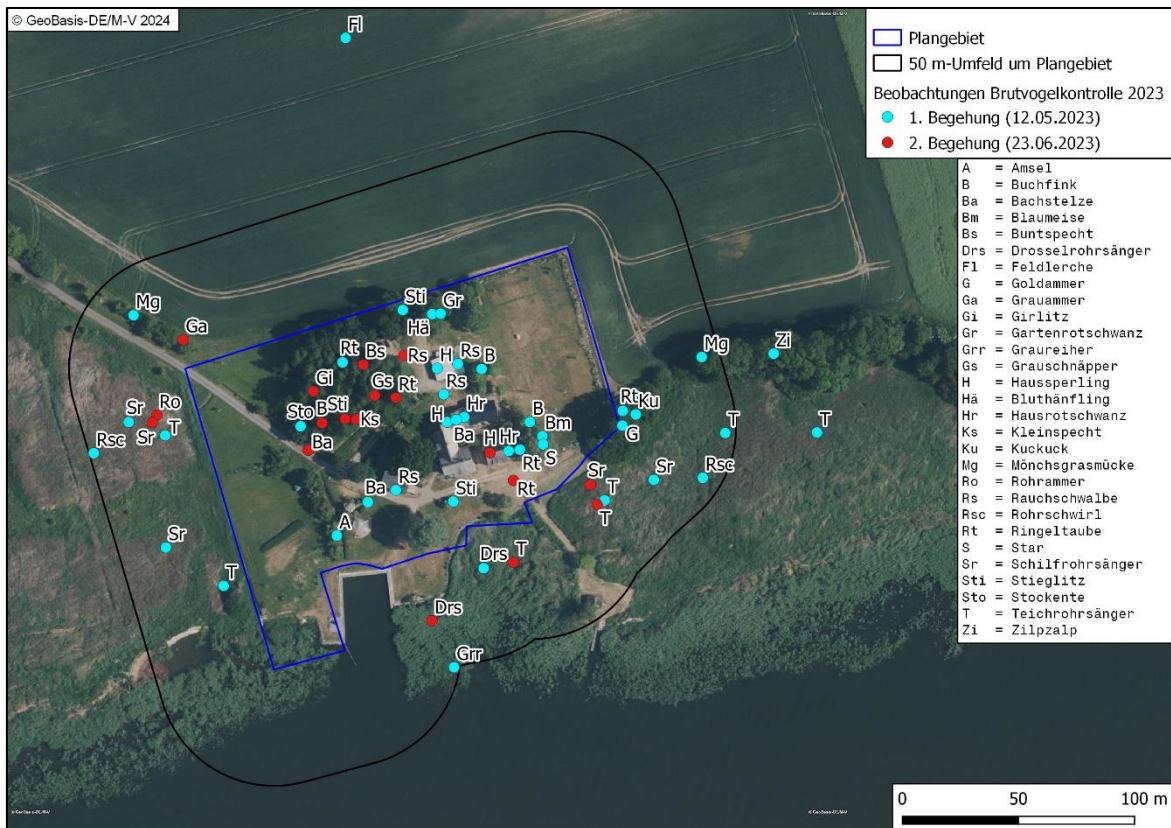 © GeoBasis-DE/M-V 2024
Fl
© GeoBasis-DE/M-V
Plangebiet
50 m-Umfeld um Plangebiet
Beobachtungen Brutvogelkontrolle 2023
1. Begehung (12.05.2023)
2. Begehung (23.06.2023)
A = Amsel
B = Buchfink
Ba = Bachstelze
Bm = Blaumeise
Bs = Buntspecht
Drs = Drosselrohrsänger
Fl = Feldlerche
G = Goldammer
Ga = Grauammer
Gi = Girlitz
Gr = Gartenrotschwanz
Grr = Graureiher
Gs = Grauschnäpper
H = Haussperling
Hä = Bluthänfling
Hr = Hausrotschwanz
Ks = Kleinspecht
Ku = Kuckuck
Mg = Mönchsgrasmücke
Ro = Rohrammer
Rs = Rauchschwalbe
Rsc = Rohrschwirl
Rt = Ringeltaube
S = Star
Sr = Schilfrohrsänger
Sti = Stieglitz
Sto = Stockente
T = Teichrohrsänger
Zi = Zilpzalp
Mg
Ga
Sti
Gr
Hä
Rt
Bs
Rs
H
Rs
B
Mg
Zi
Gi
Gs
Rt
Rs
Sto
B
Sti
Ks
H
Ba
Hr
B
Bm
S
Rt
Ku
G
T
T
Sr
Ro
Sr
T
Rsc
Ba
H
Hr
Rt
Rt
Rs
Ba
Sti
A
Sr
T
T
Sr
Rsc
Sr
T
Drs
T
Drs
Grr
© GeoBasis-DE/M-V
© GeoBasis-DE/M-V
0 50 100 m